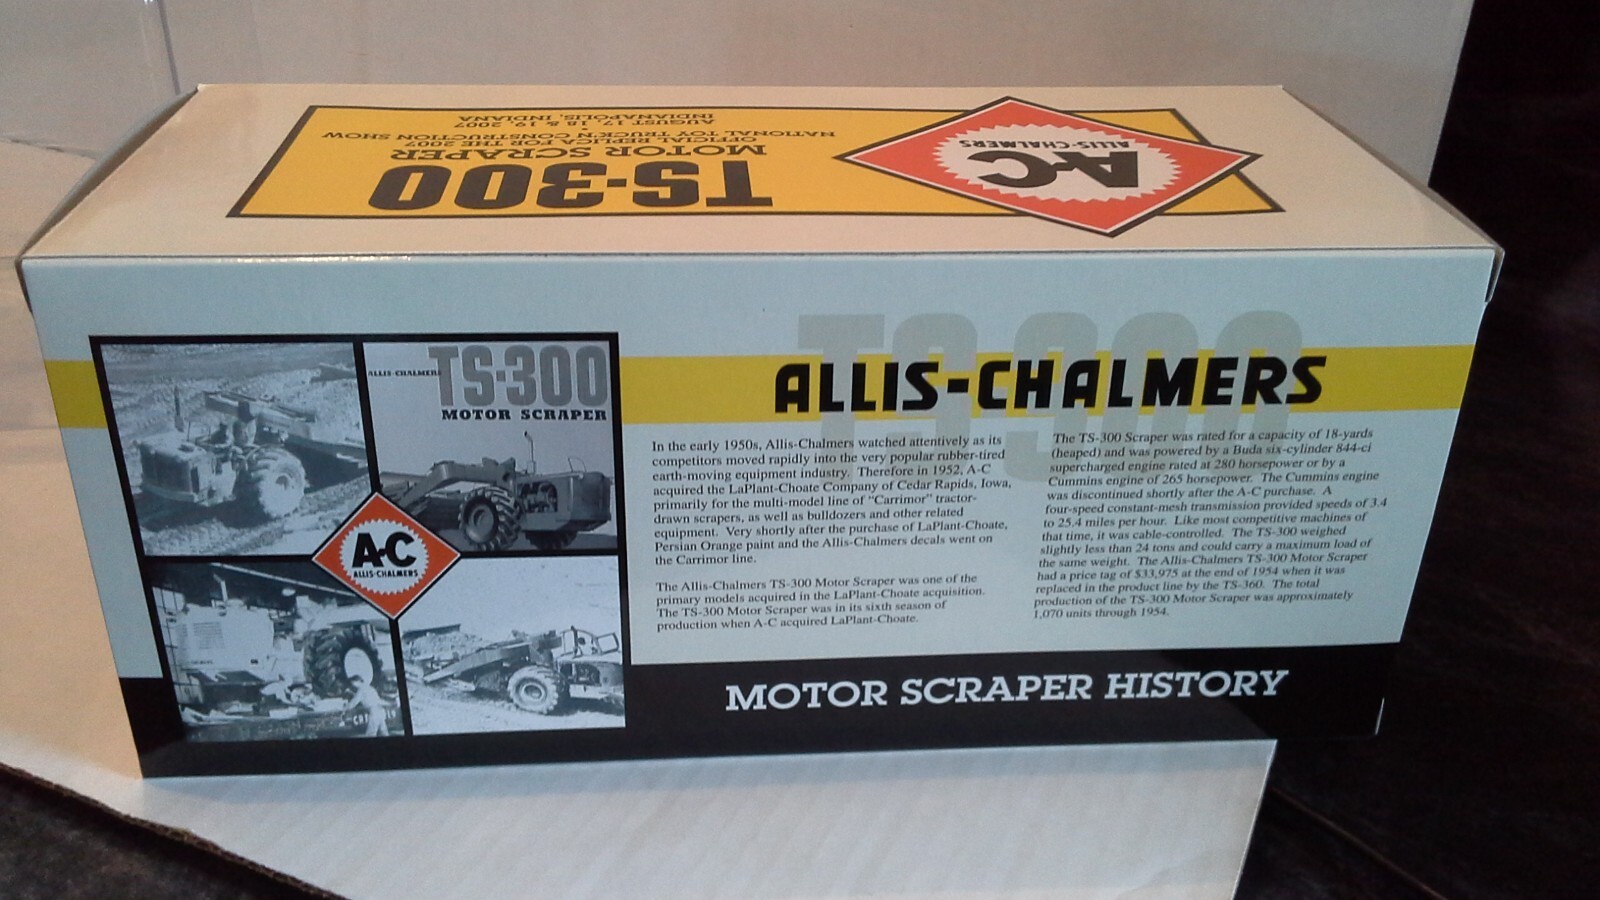 TS-300
MOTOR SCRAPER
OFFICIAL REPLICA FOR THE 2007
NATIONAL TOY TRUCK'N CONSTRUCTION SHOW
•
AUGUST 17, 18 & 19, 2007
INDIANAPOLIS, INDIANA
A-C
ALLIS-CHALMERS
ALLIS-CHALMERS
TS-300
MOTOR SCRAPER
A-C
ALLIS-CHALMERS
TS-300
ALLIS-CHALMERS
In the early 1950s, Allis-Chalmers watched attentively as its
competitors moved rapidly into the very popular rubber-tired
earth-moving equipment industry. Therefore in 1952, A-C
acquired the LaPlant-Choate Company of Cedar Rapids, Iowa,
primarily for the multi-model line of "Carrimor" tractor-
drawn scrapers, as well as bulldozers and other related
equipment. Very shortly after the purchase of LaPlant-Choate,
Persian Orange paint and the Allis-Chalmers decals went on
the Carrimor line.
The Allis-Chalmers TS-300 Motor Scraper was one of the
primary models acquired in the LaPlant-Choate acquisition.
The TS-300 Motor Scraper was in its sixth season of
production when A-C acquired LaPlant-Choate.
The TS-300 Scraper was rated for a capacity of 18-yards
(heaped) and was powered by a Buda six-cylinder 844-ci
supercharged engine rated at 280 horsepower or by a
Cummins engine of 265 horsepower. The Cummins engine
was discontinued shortly after the A-C purchase. A
four-speed constant-mesh transmission provided speeds of 3.4
to 25.4 miles per hour. Like most competitive machines of
that time, it was cable-controlled. The TS-300 weighed
slightly less than 24 tons and could carry a maximum load of
the same weight. The Allis-Chalmers TS-300 Motor Scraper
had a price tag of $33,975 at the end of 1954 when it was
replaced in the product line by the TS-360. The total
production of the TS-300 Motor Scraper was approximately
1,070 units through 1954.
MOTOR SCRAPER HISTORY